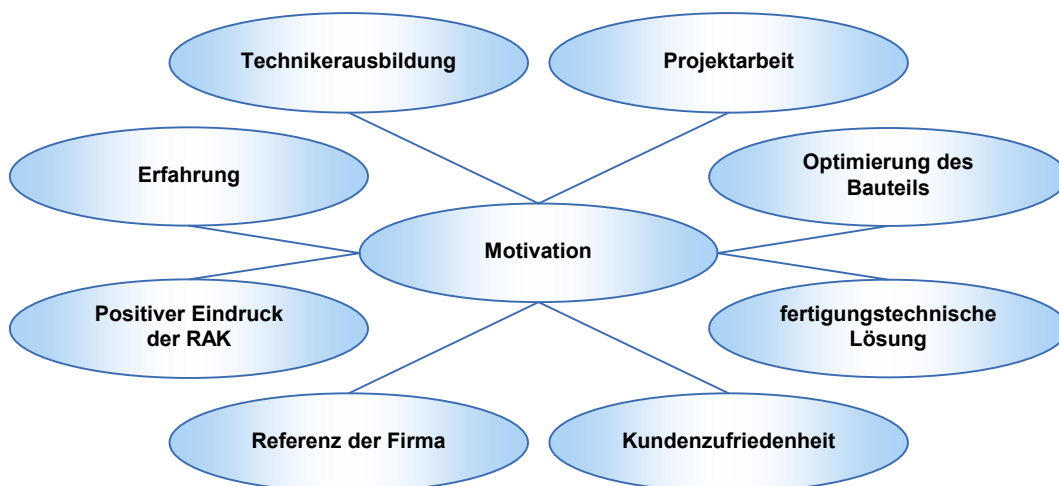 Technikerausbildung
Projektarbeit
Erfahrung
Optimierung des
Bauteils
Motivation
Positiver Eindruck
der RAK
fertigungstechnische
Lösung
Referenz der Firma
Kundenzufriedenheit